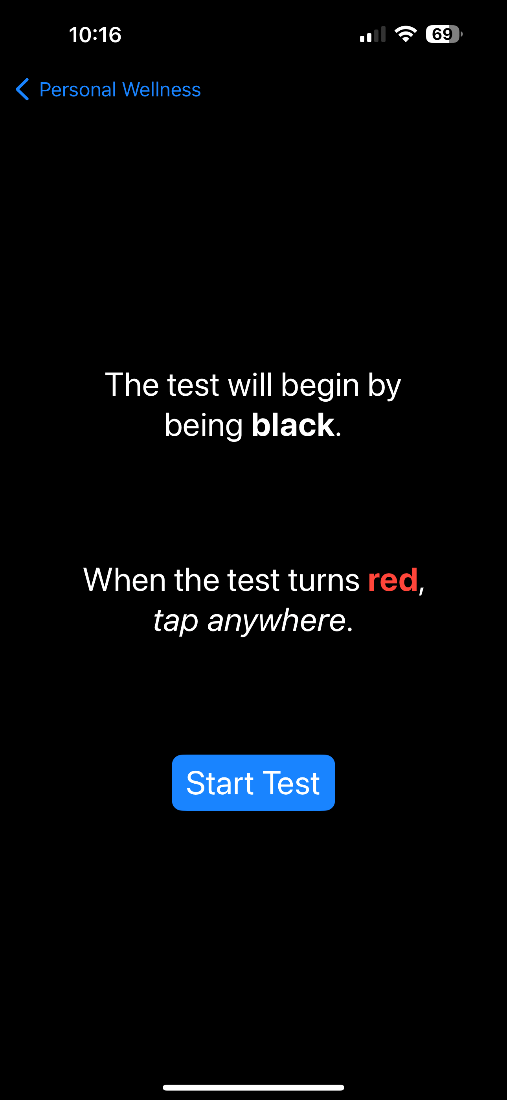 10:16
69
Personal Wellness
The test will begin by
being black.
When the test turns red,
tap anywhere.
Start Test